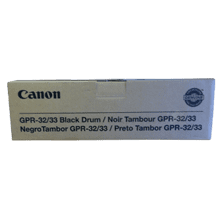 Canon
GPR-32/33 Black Drum / Noir Tambour GPR-32/33
NegroTambor GPR-32/33 / Preto Tambor GPR-32/33